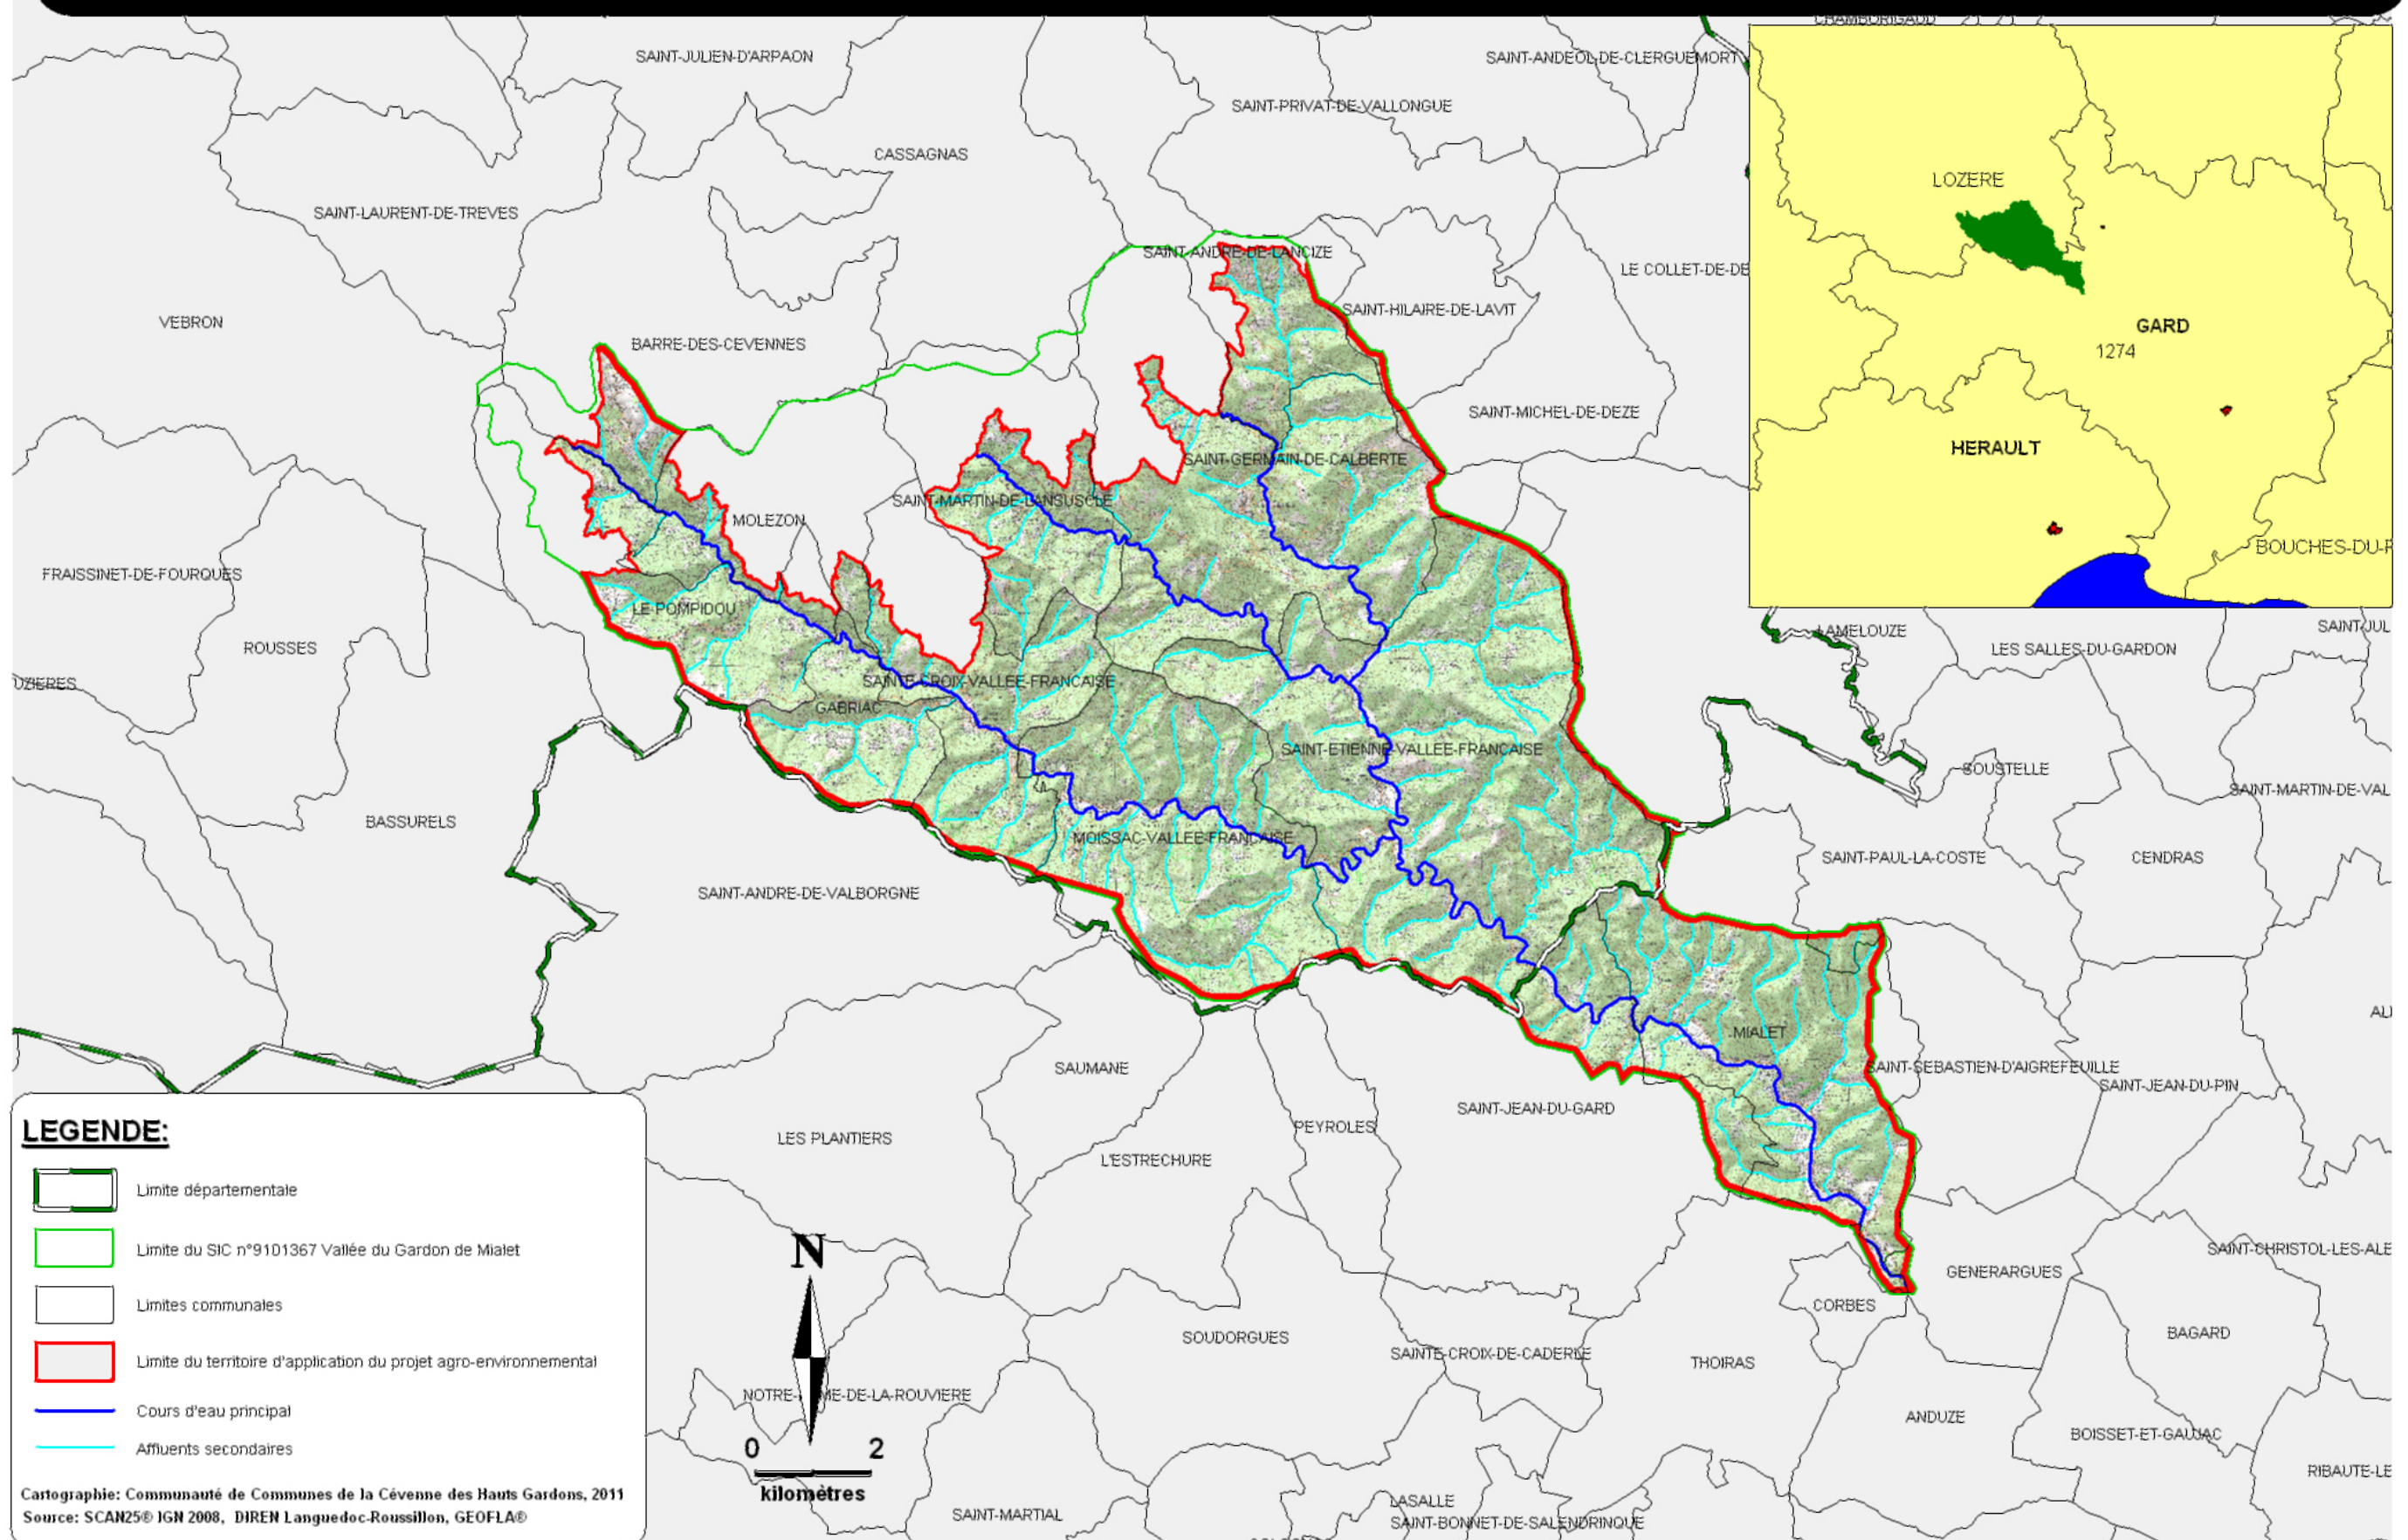 CHAMBORIGAUD
SAINT-JULIEN-D'ARPAON
SAINT-ANDEOL-DE-CLERGUEMORT
SAINT-PRIVAT-DE-VALLONGUE
CASSAGNAS
LOZERE
SAINT-LAURENT-DE-TREVES
SAINT-ANDRE-DE-LANCIZE
LE COLLET-DE-DE
SAINT-HILAIRE-DE-LAVIT
VEBRON
GARD
BARRE-DES-CEVENNES
1274
SAINT-MICHEL-DE-DEZE
HERAULT
SAINT-GERMAIN-DE-CALBERTE
SAINT-MARTIN-DE-LANSUSCLE
MOLEZON
BOUCHES-DU-R
FRAISSINET-DE-FOURQUES
LE POMPIDOU
LAMELOUZE
SAINT-JUL
ROUSSES
LES SALLES-DU-GARDON
UZIERES
SAINTE-CROIX-VALLEE-FRANCAISE
GABRIAC
SAINT-ETIENNE-VALLEE-FRANCAISE
SOUSTELLE
SAINT-MARTIN-DE-VAL
BASSURELS
MOISSAC-VALLEE-FRANCAISE
SAINT-PAUL-LA-COSTE
CENDRAS
SAINT-ANDRE-DE-VALBORGNE
ALI
MIALET
SAUMANE
SAINT-SEBASTIEN-D'AIGREFEUILLE
SAINT-JEAN-DU-PIN
SAINT-JEAN-DU-GARD
PEYROLES
LES PLANTIERS
L'ESTRECHURE
SAINT-CHRISTOL-LES-ALE
GENERARGUES
CORBES
BAGARD
SOUDORGUES
SAINTE-CROIX-DE-CADERLE
THOIRAS
ANDUZE
BOISSET-ET-GAUJAC
RIBAUTE-LE
LASALLE
SAINT-MARTIAL
SAINT-BONNET-DE-SALENDRINQUE
LEGENDE:
Limite départementale
Limite du SIC n°9101367 Vallée du Gardon de Mialet
Limites communales
Limite du territoire d'application du projet agro-environnemental
Cours d'eau principal
Affluents secondaires
Cartographie: Communauté de Communes de la Cévenne des Hauts Gardons, 2011
Source: SCAN25® IGN 2008, DIREN Languedoc-Roussillon, GEOFLA®
N
0 2
kilomètres